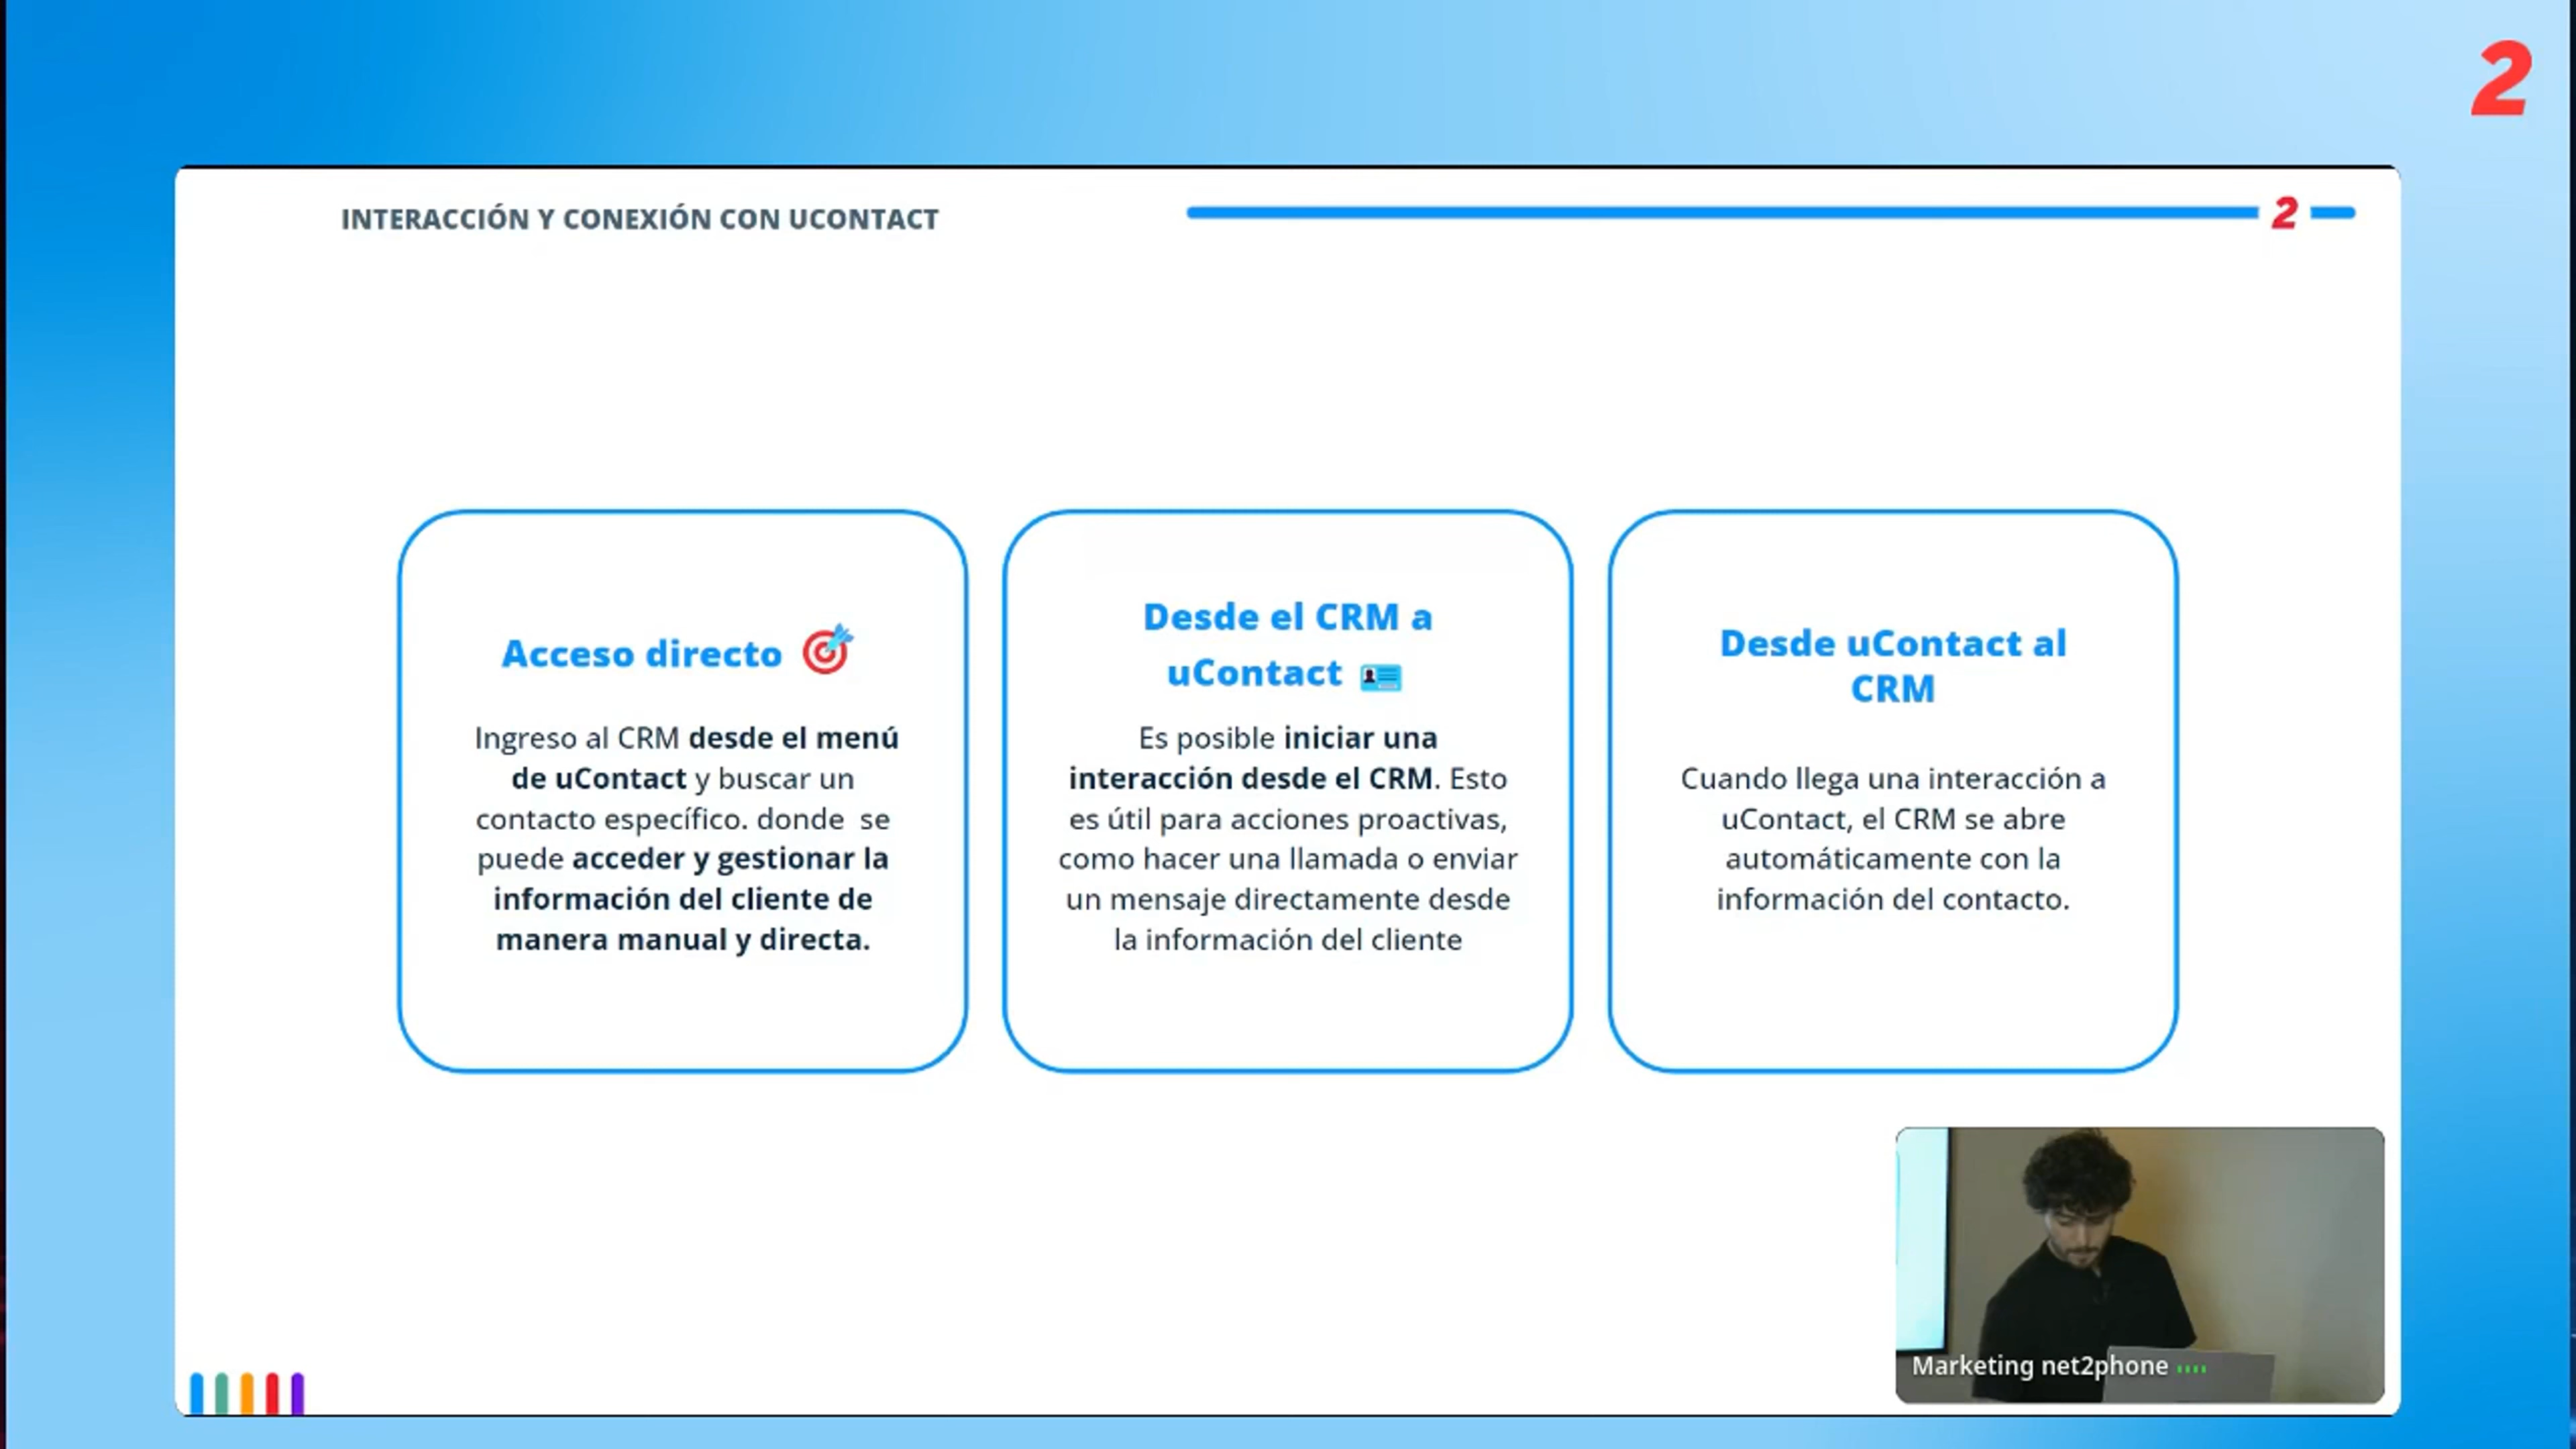 2
INTERACCIÓN Y CONEXIÓN CON UCONTACT
2
Acceso directo
Ingreso al CRM desde el menú
de uContact y buscar un
contacto específico. donde  se
puede acceder y gestionar la
información del cliente de
manera manual y directa.
Desde el CRM a
uContact
Es posible iniciar una
interacción desde el CRM. Esto
es útil para acciones proactivas,
como hacer una llamada o enviar
un mensaje directamente desde
la información del cliente
Desde uContact al
CRM
Cuando llega una interacción a
uContact, el CRM se abre
automáticamente con la
información del contacto.
Marketing net2phone